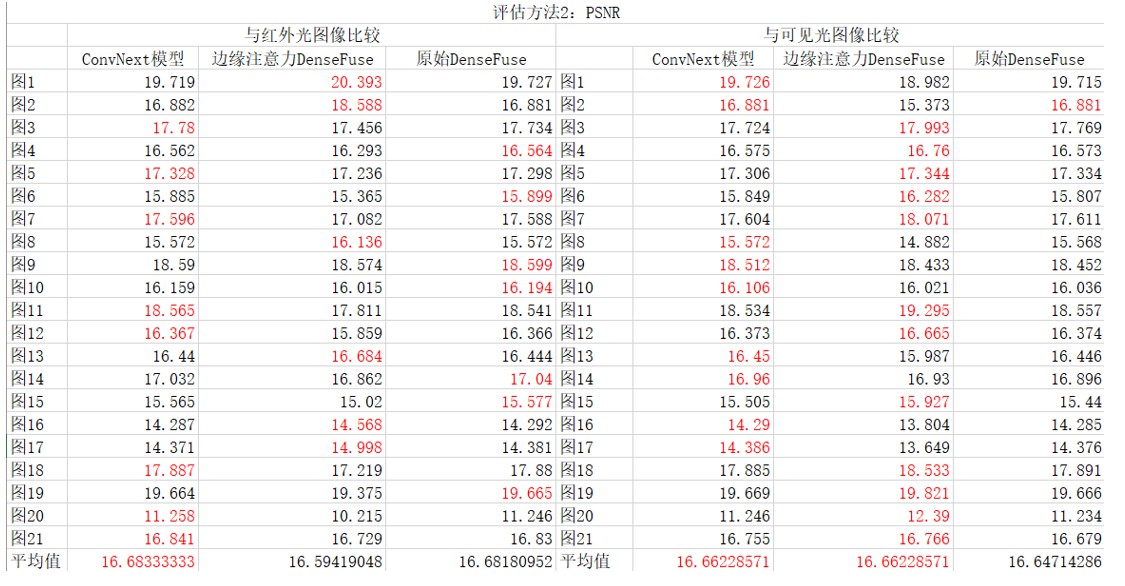 评估方法2：PSNR
与红外光图像比较 与可见光图像比较
ConvNext模型 边缘注意力DenseFuse 原始DenseFuse ConvNext模型 边缘注意力DenseFuse 原始DenseFuse
图1 19.719 20.393 19.727 图1 19.726 18.982 19.715
图2 16.882 18.588 16.881 图2 16.881 15.373 16.881
图3 17.78 17.456 17.734 图3 17.724 17.993 17.769
图4 16.562 16.293 16.564 图4 16.575 16.76 16.573
图5 17.328 17.236 17.298 图5 17.306 17.344 17.334
图6 15.885 15.365 15.899 图6 15.849 16.282 15.807
图7 17.596 17.082 17.588 图7 17.604 18.071 17.611
图8 15.572 16.136 15.572 图8 15.572 14.882 15.568
图9 18.59 18.574 18.599 图9 18.512 18.433 18.452
图10 16.159 16.015 16.194 图10 16.106 16.021 16.036
图11 18.565 17.811 18.541 图11 18.534 19.295 18.557
图12 16.367 15.859 16.366 图12 16.373 16.665 16.374
图13 16.44 16.684 16.444 图13 16.45 15.987 16.446
图14 17.032 16.862 17.04 图14 16.96 16.93 16.896
图15 15.565 15.02 15.577 图15 15.505 15.927 15.44
图16 14.287 14.568 14.292 图16 14.29 13.804 14.285
图17 14.371 14.998 14.381 图17 14.386 13.649 14.376
图18 17.887 17.219 17.88 图18 17.885 18.533 17.891
图19 19.664 19.375 19.665 图19 19.669 19.821 19.666
图20 11.258 10.215 11.246 图20 11.246 12.39 11.234
图21 16.841 16.729 16.83 图21 16.755 16.766 16.679
平均值 16.68333333 16.59419048 16.68180952 平均值 16.66228571 16.66228571 16.64714286